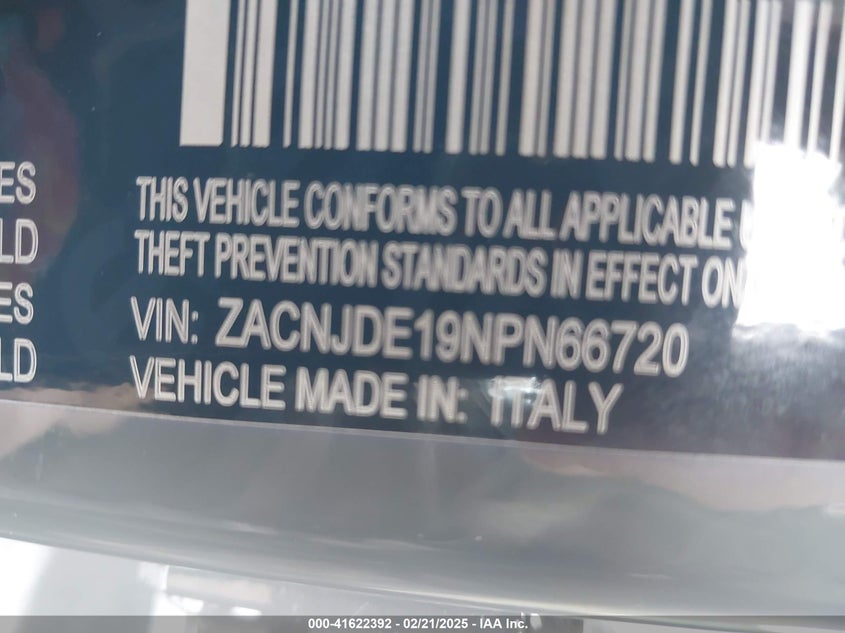 ES
LD
ES
LD
THIS VEHICLE CONFORMS TO ALL APPLICABLE
THEFT PREVENTION STANDARDS IN EFFECT ON
VIN: ZACNJDE19NPN66720
VEHICLE MADE IN: ITALY
000-41622392 - 02/21/2025 - IAA Inc.